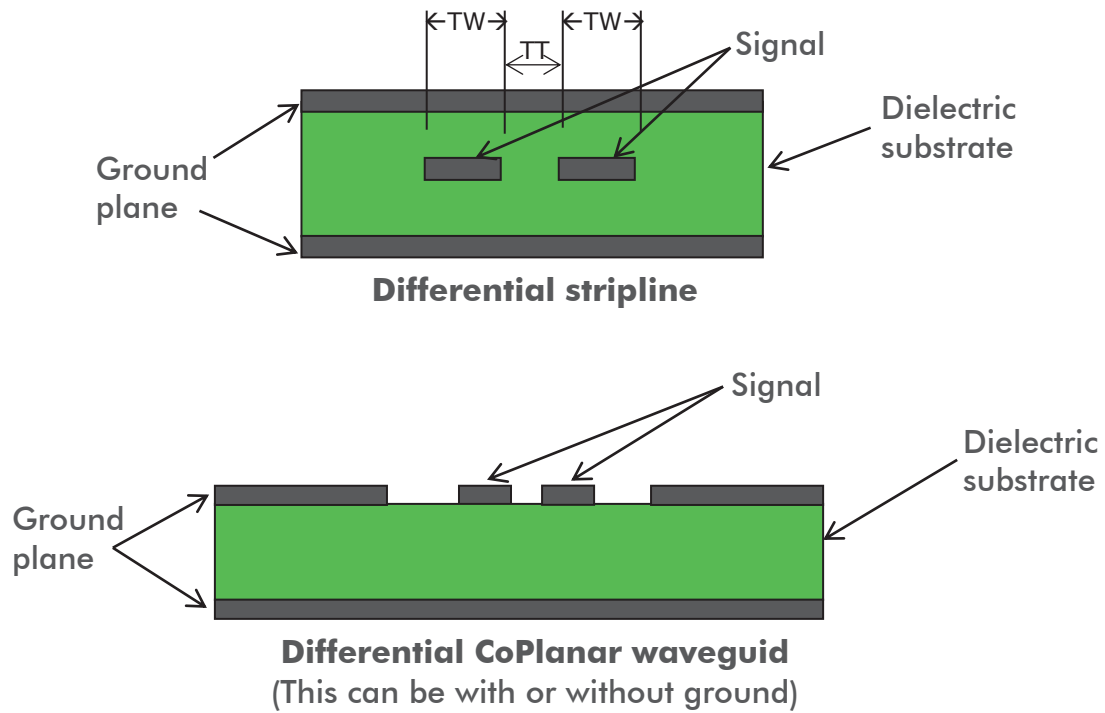 TW
TW
TT
Signal
Dielectric
substrate
Ground
plane
Differential stripline
Signal
Dielectric
substrate
Ground
plane
Differential CoPlanar waveguid
(This can be with or without ground)